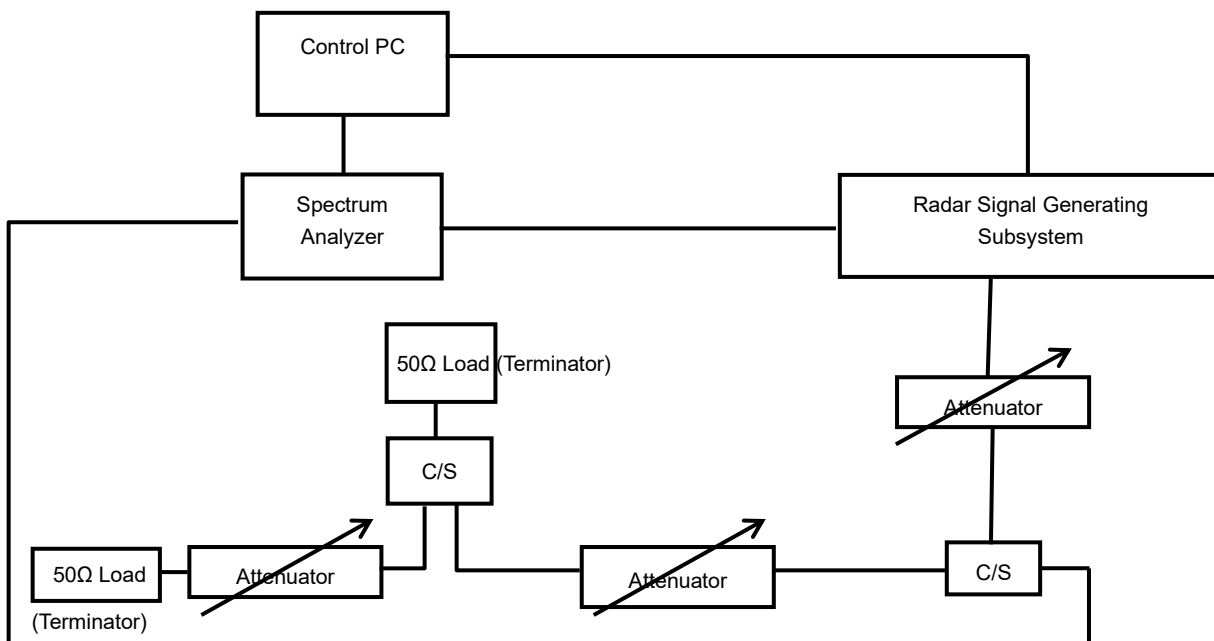 Control PC
Spectrum
Analyzer
Radar Signal Generating
Subsystem
50Ω Load (Terminator)
Attenuator
C/S
50Ω Load
(Terminator)
Attenuator
Attenuator
C/S